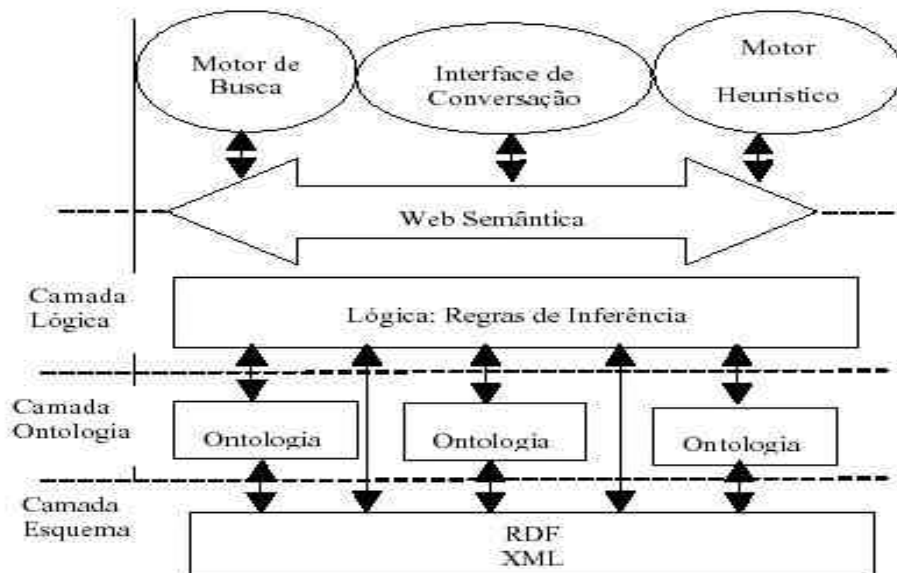 Motor de
Busca
Interface de
Conversação
Motor
Heurístico
Web Semântica
Camada
Lógica
Lógica: Regras de Inferência
Camada
Ontologia
Ontologia
Ontologia
Ontologia
Camada
Esquema
RDF
XML